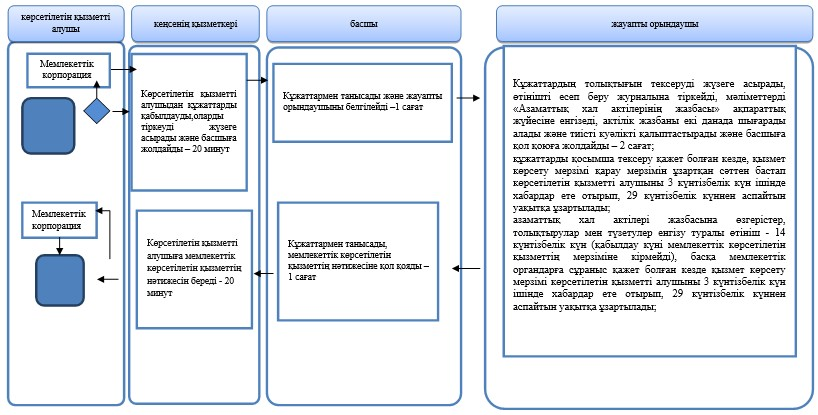 көрсетілетін қызметті
алушы
кеңсенің қызметкері
басшы
жауапты орындаушы
Мемлекеттік
корпорация
Көрсетілетін қызметті
алушыдан құжаттарды
қабылдауды,оларды
тіркеуді жүзеге
асырады және басшыға
жолдайды – 20 минут
Құжаттармен танысады және жауапты
орындаушыны белгілейді –1 сағат
Құжаттардың толықтығын тексеруді жүзеге асырады,
өтінішті есеп беру журналына тіркейді, мәліметтерді
«Азаматтық хал актілерінің жазбасы» ақпараттық
жүйесіне енгізеді, актілік жазбаны екі данада шығарады
алады және тиісті куәлікті қалыптастырады және басшыға
қол қоюға жолдайды – 2 сағат;
құжаттарды қосымша тексеру қажет болған кезде, қызмет
көрсету мерзімі қарау мерзімін ұзартқан сәттен бастап
көрсетілетін қызметті алушыны 3 күнтізбелік күн ішінде
хабардар ете отырып, 29 күнтізбелік күннен аспайтын
уақытқа ұзартылады;
азаматтық хал актілері жазбасына өзгерістер,
толықтырулар мен түзетулер енгізу туралы өтініш - 14
күнтізбелік күн (қабылдау күні мемлекеттік көрсетілетін
қызметтің мерзіміне кірмейді), басқа мемлекеттік
органдарға сұраныс қажет болған кезде қызмет көрсету
мерзімі көрсетілетін қызметті алушыны 3 күнтізбелік күн
ішінде хабардар ете отырып, 29 күнтізбелік күннен
аспайтын уақытқа ұзартылады;
Мемлекеттік
корпорация
Көрсетілетін қызметті
алушыға мемлекеттік
көрсетілетін қызметтің
нәтижесін береді - 20
минут
Құжаттармен танысады,
мемлекеттік көрсетілетін
қызметтің нәтижесіне қол қояды –
1 сағат